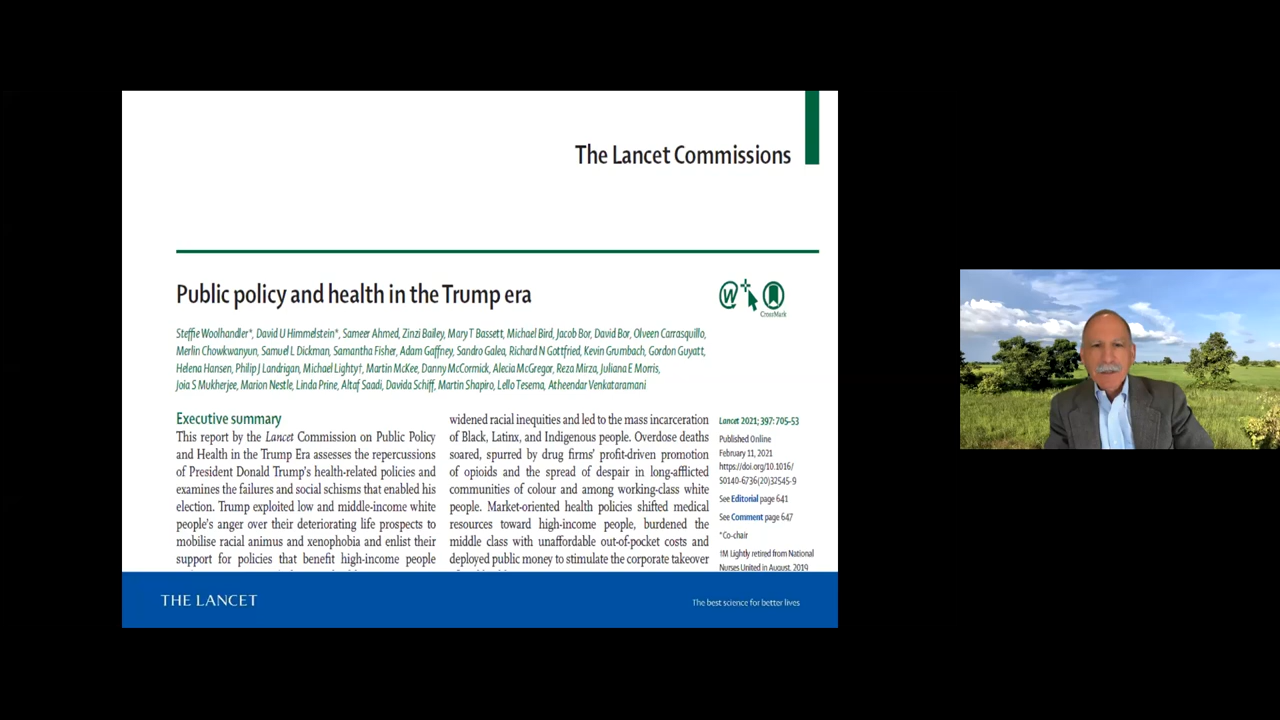 The Lancet Commissions
Public policy and health in the Trump era
CrossMark
Steffie Woolhandler*, David U Himmelstein*, Sameer Ahmed, Zinzi Bailey, Mary T Bassett, Michael Bird, Jacob Bor, David Bor, Olveen Carrasquillo,
Merlin Chowkwanyun, Samuel L Dickman, Samantha Fisher, Adam Gaffney, Sandro Galea, Richard N Gottfried, Kevin Grumbach, Gordon Guyatt,
Helena Hansen, Philip J Landrigan, Michael Lighty†, Martin McKee, Danny McCormick, Alecia McGregor, Reza Mirza, Juliana E Morris,
Joia S Mukherjee, Marion Nestle, Linda Prine, Altaf Saadi, Davida Schiff, Martin Shapiro, Lello Tesema, Atheendar Venkataramani
Executive summary
This report by the Lancet Commission on Public Policy
and Health in the Trump Era assesses the repercussions
of President Donald Trump's health-related policies and
examines the failures and social schisms that enabled his
election. Trump exploited low and middle-income white
people's anger over their deteriorating life prospects to
mobilise racial animus and xenophobia and enlist their
support for policies that benefit high-income people
widened racial inequities and led to the mass incarceration
of Black, Latinx, and Indigenous people. Overdose deaths
soared, spurred by drug firms' profit-driven promotion
of opioids and the spread of despair in long-afflicted
communities of colour and among working-class white
people. Market-oriented health policies shifted medical
resources toward high-income people, burdened the
middle class with unaffordable out-of-pocket costs and
deployed public money to stimulate the corporate takeover
Lancet 2021; 397: 705–53
Published Online
February 11, 2021
https://doi.org/10.1016/
S0140-6736(20)32545-9
See Editorial page 641
See Comment page 647
*Co-chair
†M Lightly retired from National
Nurses United in August, 2019
THE LANCET
The best science for better lives